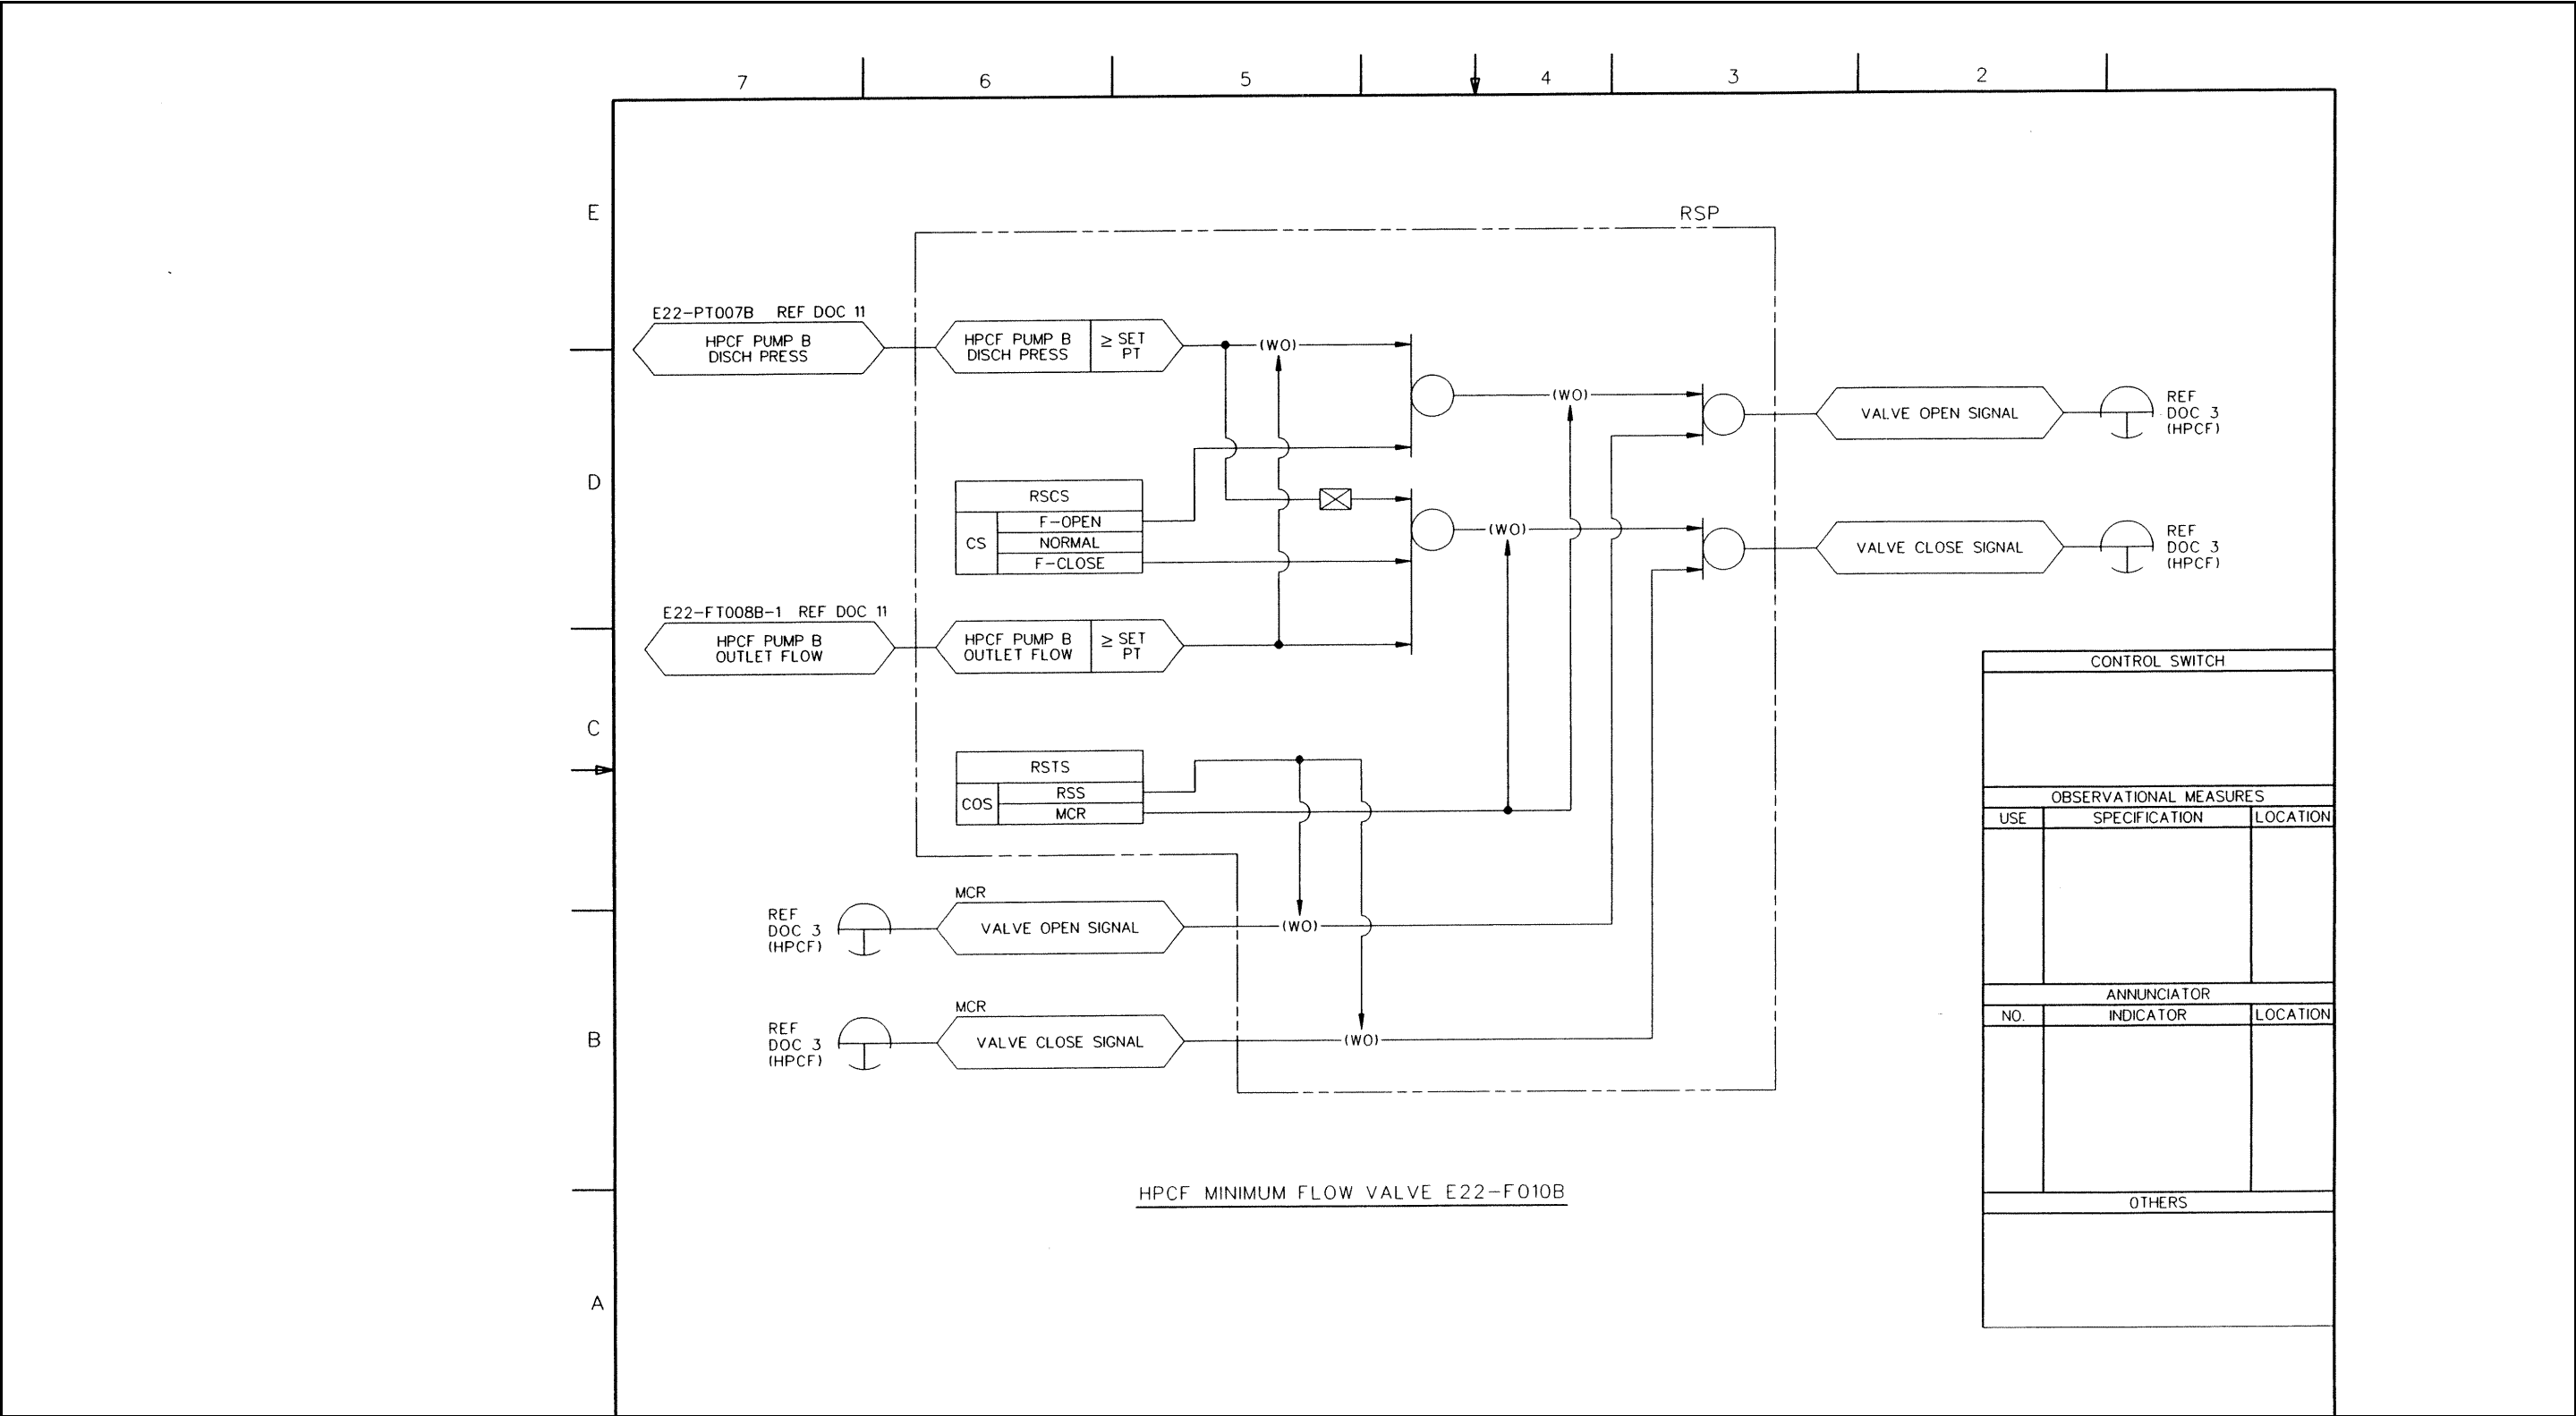 7 6 5 4 3 2
E
RSP
E22-PT007B REF DOC 11
HPCF PUMP B
DISCH PRESS
HPCF PUMP B
DISCH PRESS
≥ SET
PT
(WO)
(WO)
VALVE OPEN SIGNAL
REF
DOC 3
(HPCF)
D
RSCS
CS
F-OPEN
NORMAL
F-CLOSE
(WO)
VALVE CLOSE SIGNAL
REF
DOC 3
(HPCF)
E22-FT008B-1 REF DOC 11
HPCF PUMP B
OUTLET FLOW
HPCF PUMP B
OUTLET FLOW
≥ SET
PT
C
RSTS
COS
RSS
MCR
REF
DOC 3
(HPCF)
MCR
VALVE OPEN SIGNAL
(WO)
B
REF
DOC 3
(HPCF)
MCR
VALVE CLOSE SIGNAL
(WO)
CONTROL SWITCH
OBSERVATIONAL MEASURES
USE SPECIFICATION LOCATION
ANNUNCIATOR
NO. INDICATOR LOCATION
OTHERS
HPCF MINIMUM FLOW VALVE E22-F010B
A